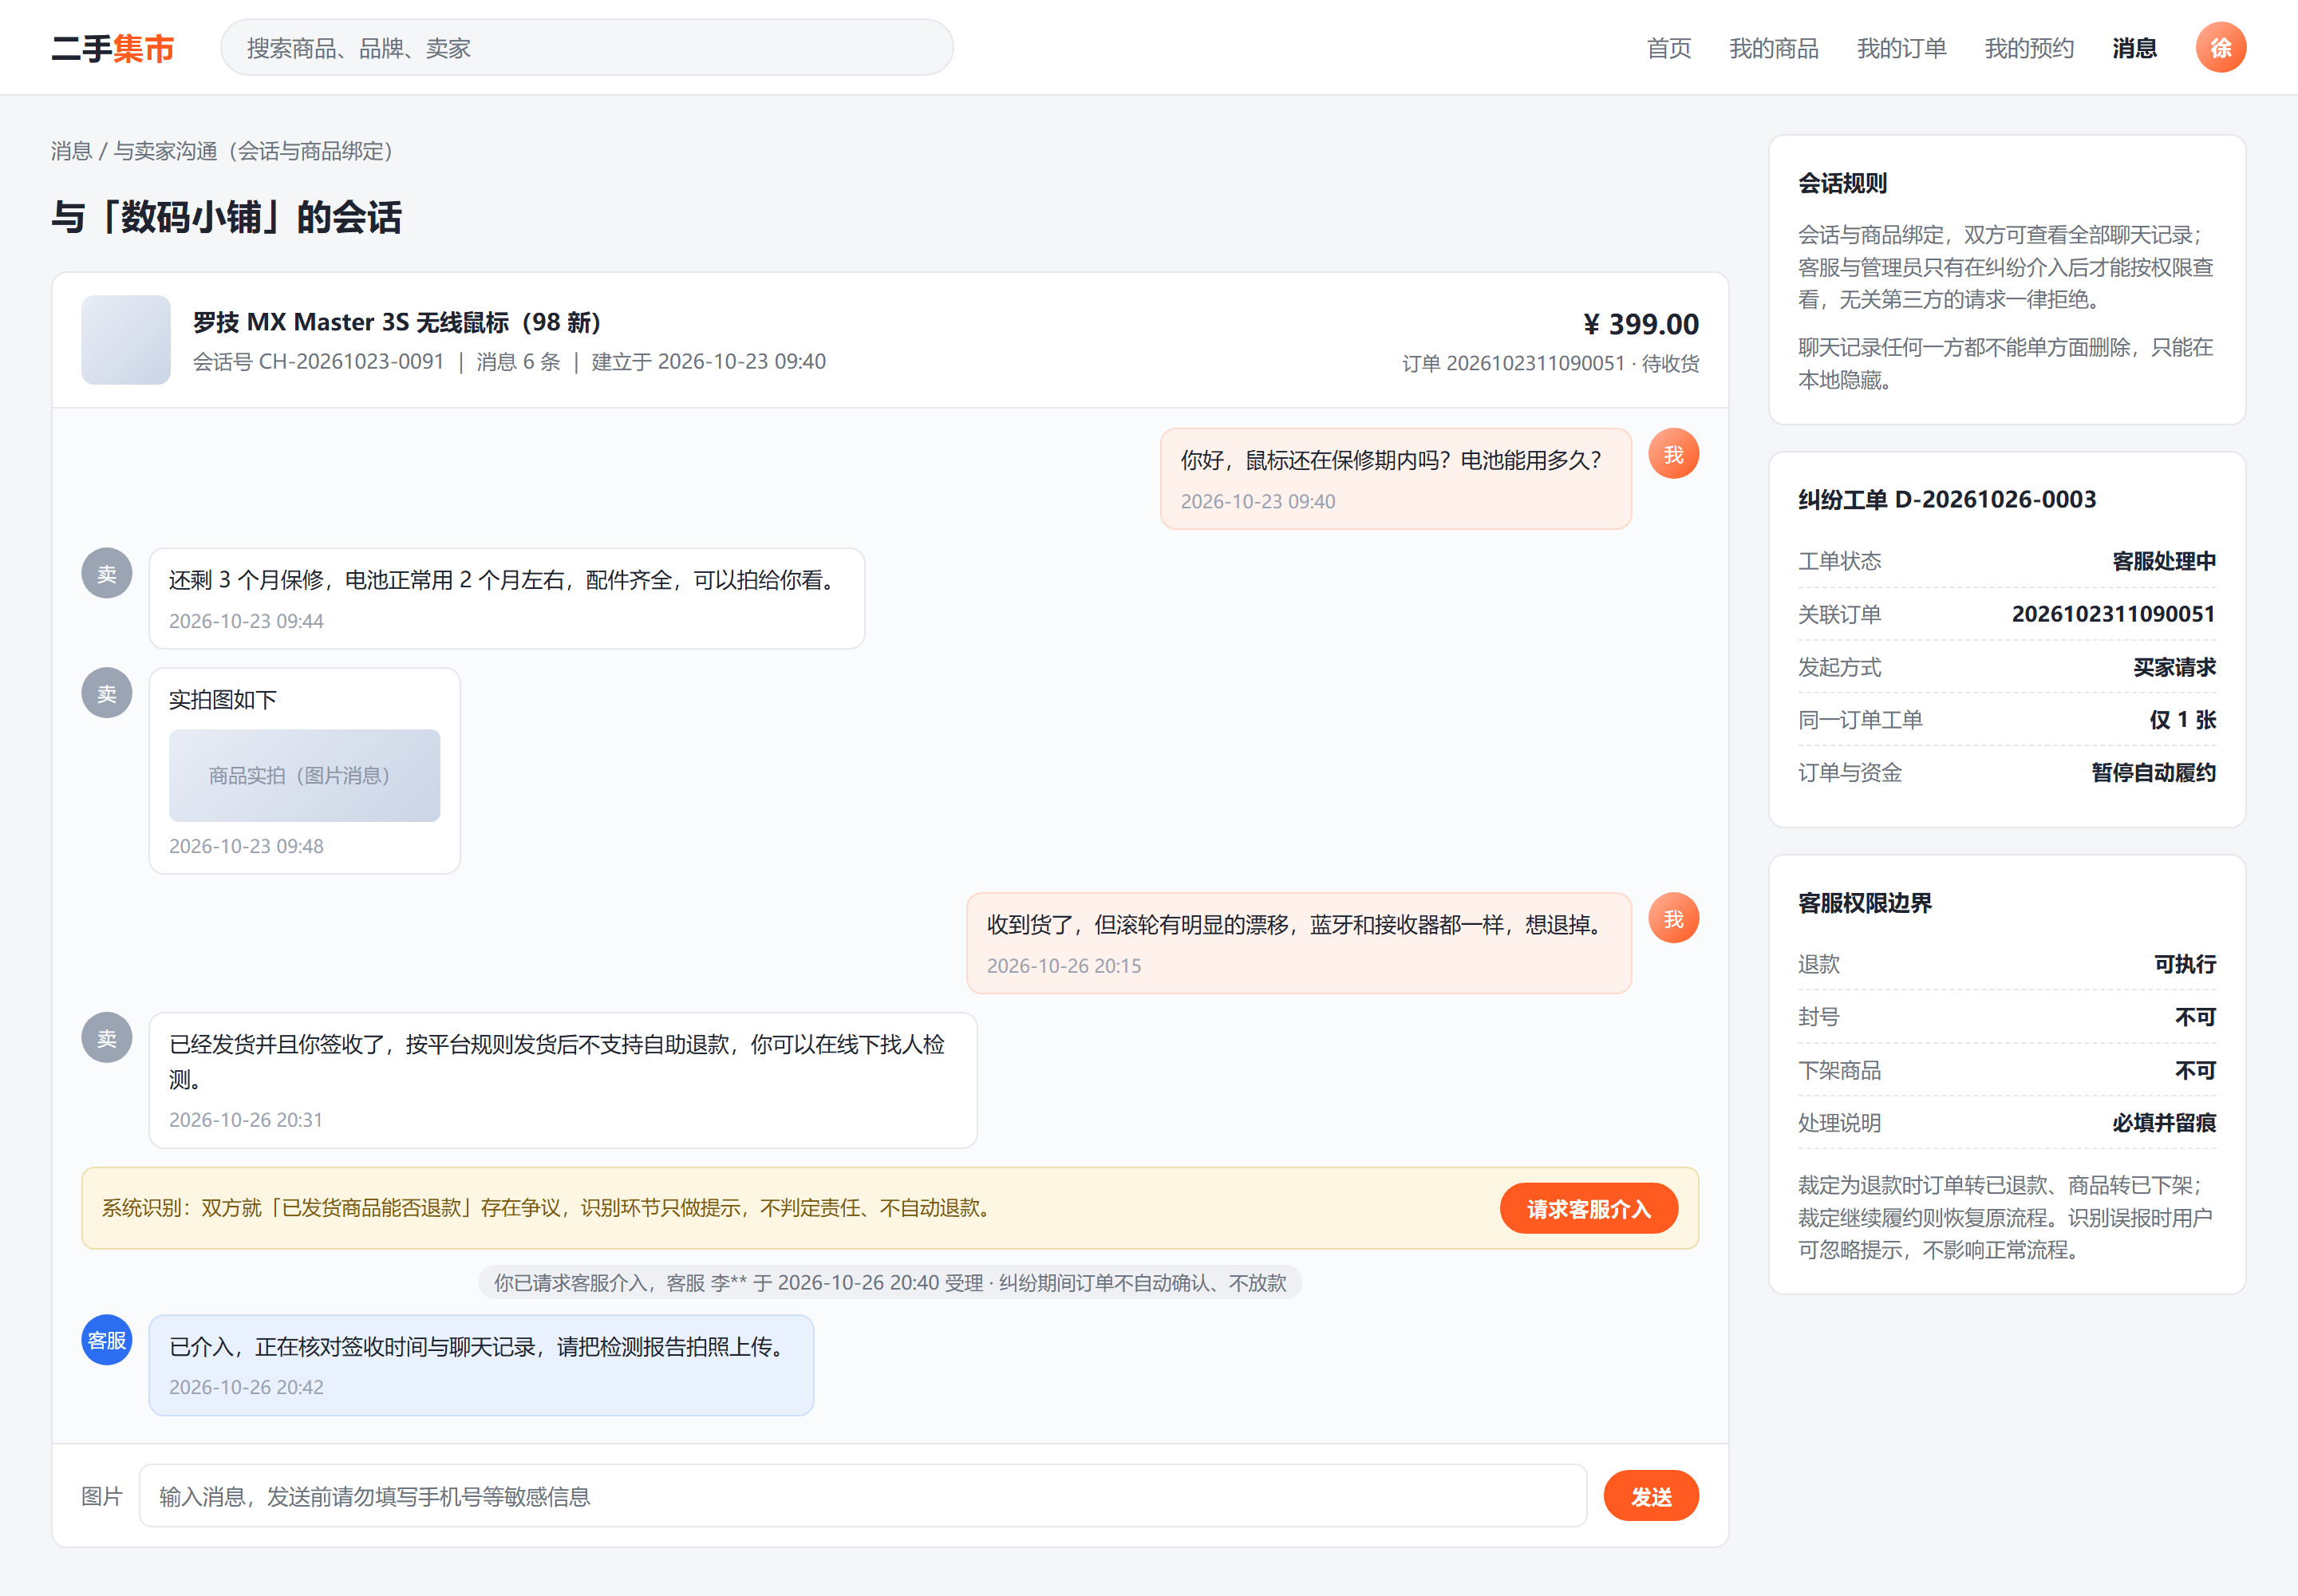 二手集市
搜索商品、品牌、卖家
首页
我的商品
我的订单
我的预约
消息
徐
消息 / 与卖家沟通（会话与商品绑定）
与「数码小铺」的会话
罗技 MX Master 3S 无线鼠标（98 新）
会话号 CH-20261023-0091 ｜ 消息 6 条 ｜ 建立于 2026-10-23 09:40
¥ 399.00
订单 2026102311090051 · 待收货
你好，鼠标还在保修期内吗？电池能用多久？
2026-10-23 09:40
我
卖
还剩 3 个月保修，电池正常用 2 个月左右，配件齐全，可以拍给你看。
2026-10-23 09:44
卖
实拍图如下
商品实拍（图片消息）
2026-10-23 09:48
收到货了，但滚轮有明显的漂移，蓝牙和接收器都一样，想退掉。
2026-10-26 20:15
我
卖
已经发货并且你签收了，按平台规则发货后不支持自助退款，你可以在线下找人检
测。
2026-10-26 20:31
系统识别：双方就「已发货商品能否退款」存在争议，识别环节只做提示，不判定责任、不自动退款。
请求客服介入
你已请求客服介入，客服 李** 于 2026-10-26 20:40 受理 · 纠纷期间订单不自动确认、不放款
客服
已介入，正在核对签收时间与聊天记录，请把检测报告拍照上传。
2026-10-26 20:42
图片
输入消息，发送前请勿填写手机号等敏感信息
发送
会话规则
会话与商品绑定，双方可查看全部聊天记录；
客服与管理员只有在纠纷介入后才能按权限查
看，无关第三方的请求一律拒绝。
聊天记录任何一方都不能单方面删除，只能在
本地隐藏。
纠纷工单 D-20261026-0003
工单状态
客服处理中
关联订单
2026102311090051
发起方式
买家请求
同一订单工单
仅 1 张
订单与资金
暂停自动履约
客服权限边界
退款
可执行
封号
不可
下架商品
不可
处理说明
必填并留痕
裁定为退款时订单转已退款、商品转已下架；
裁定继续履约则恢复原流程。识别误报时用户
可忽略提示，不影响正常流程。